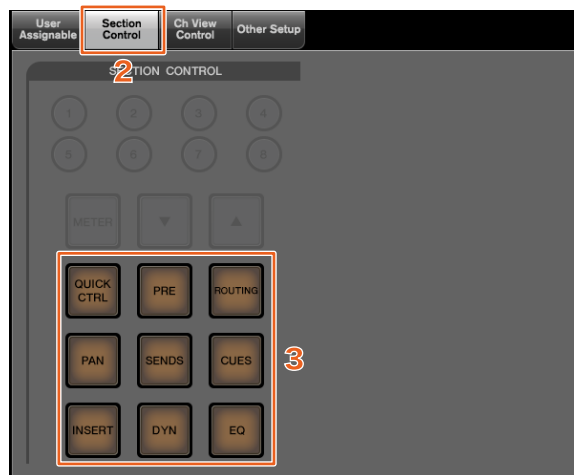 User Assignable
Section Control
Ch View Control
Other Setup
2
SECTION CONTROL
1 2 3 4
5 6 7 8
METER ▼ ▲
QUICK CTRL
PRE
ROUTING
PAN
SENDS
CUES
3
INSERT
DYN
EQ